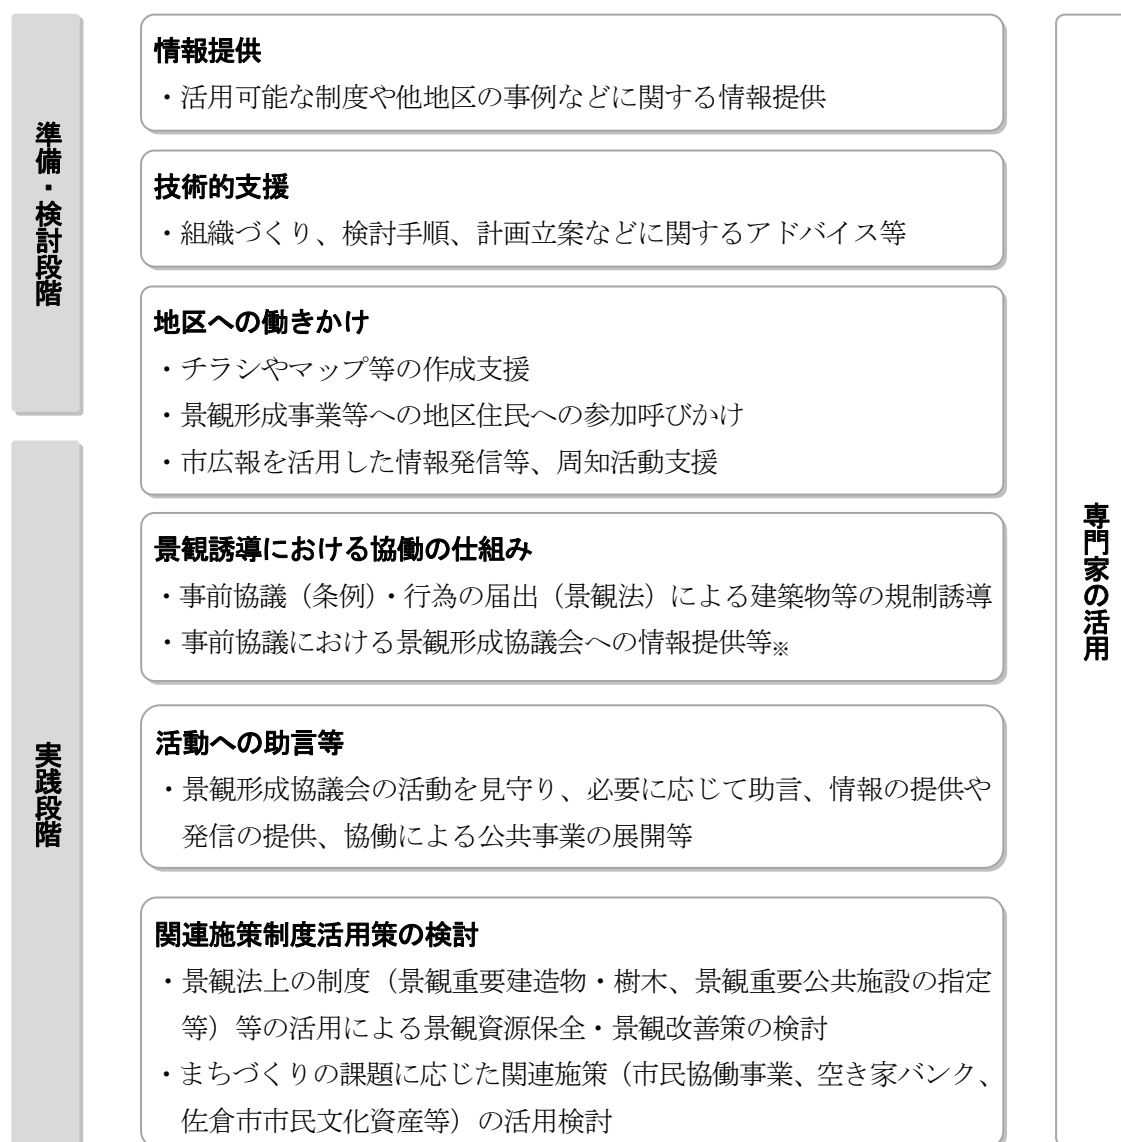 準備・検討段階
情報提供
・活用可能な制度や他地区の事例などに関する情報提供
技術的支援
・組織づくり、検討手順、計画立案などに関するアドバイス等
地区への働きかけ
・チラシやマップ等の作成支援
・景観形成事業等への地区住民への参加呼びかけ
・市広報を活用した情報発信等、周知活動支援
実践段階
景観誘導における協働の仕組み
・事前協議（条例）・行為の届出（景観法）による建築物等の規制誘導
・事前協議における景観形成協議会への情報提供等※
活動への助言等
・景観形成協議会の活動を見守り、必要に応じて助言、情報の提供や
発信の提供、協働による公共事業の展開等
関連施策制度活用策の検討
・景観法上の制度（景観重要建造物・樹木、景観重要公共施設の指定
等）等の活用による景観資源保全・景観改善策の検討
・まちづくりの課題に応じた関連施策（市民協働事業、空き家バンク、
佐倉市市民文化資産等）の活用検討
専門家の活用